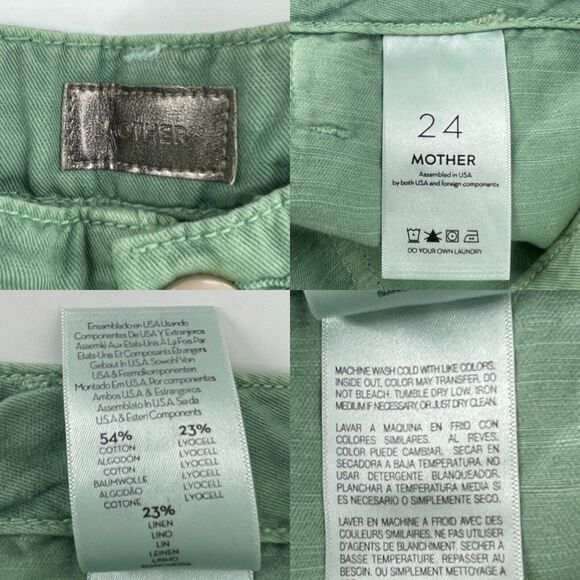 MOTHER
24
MOTHER
Assembled in USA
by both USA and foreign components
DO YOUR OWN LAUNDRY
Ensamblado en USA Usando
Componentes De USA Y Extranjeros
Assemlé Aux Etats-Unis A La Fois Par
Etats-Unis Et Composants Étrangers
Gebaut In U.S.A. Sowohl Von
USA & Fremdkomponenten
Montado Em U.S.A. Por componentes
Ambos U.S.A & Estrangeiros
Assemblato In U.S.A. Sia da
U.S.A & Esteri Componenti
54%
COTTON
ALGODÓN
COTON
BAUMWOLLE
ALGODÃO
COTONE
23%
LYOCELL
LYOCELL
LYOCELL
LYOCELL
LYOCELL
LYOCELL
23%
LINEN
LINO
LIN
LEINEN
LINHO
MACHINE WASH COLD WITH LIKE COLORS,
INSIDE OUT, COLOR MAY TRANSFER, DO
NOT BLEACH. TUMBLE DRY LOW, IRON
MEDIUM IF NECESSARY, OR JUST DRY CLEAN.
LAVAR A MAQUINA EN FRIO CON
COLORES SIMILARES. AL REVES.
COLOR PUEDE CAMBIAR. SECAR EN
SECADORA A BAJA TEMPERATURA. NO
USAR DETERGENTE BLANQUEADOR.
PLANCHAR A TEMPERATURA MEDIA SI
ES NECESARIO O SIMPLEMENTE SECO.
LAVER EN MACHINE A FROID AVEC DES
COULEURS SIMILAIRES. NE PAS UTILISER
D'AGENTS DE BLANCHIMENT. SECHER A
BASSE TEMPÉRATURE. REPASSER AU
BESOIN. OU SIMPLEMENT METTOYAGE A